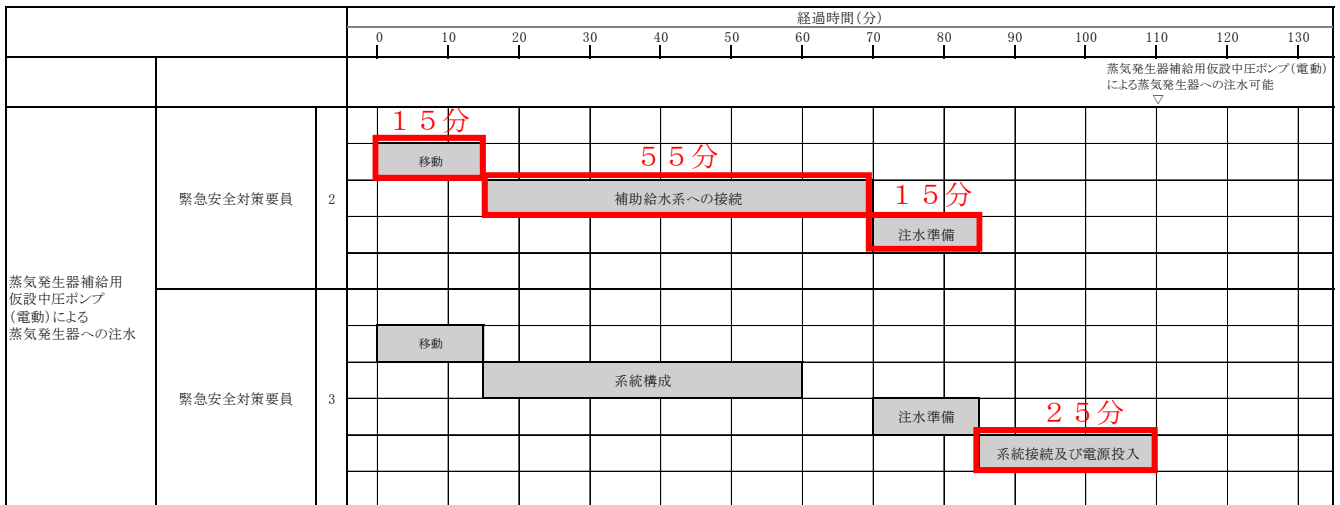 経過時間(分)
0 10 20 30 40 50 60 70 80 90 100 110 120 130
蒸気発生器補給用仮設中圧ポンプ(電動)
による蒸気発生器への注水可能
▽
15分
移動
55分
緊急安全対策要員 2 補助給水系への接続
15分
注水準備
蒸気発生器補給用
仮設中圧ポンプ
(電動)による
蒸気発生器への注水
移動
系統構成
緊急安全対策要員 3
注水準備
25分
系統接続及び電源投入